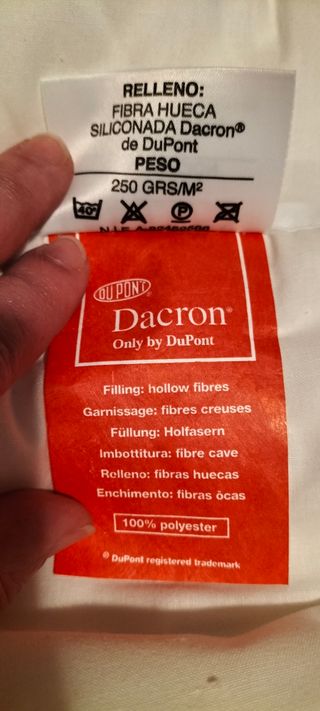 RELLENO:
FIBRA HUECA
SILICONADA Dacron®
de DuPont
PESO
250 GRS/M²
40°
P
DU PONT
Dacron®
Only by DuPont
Filling: hollow fibres
Garnissage: fibres creuses
Füllung: Holfasern
Imbottitura: fibre cave
Relleno: fibras huecas
Enchimento: fibras ôcas
100% polyester
® DuPont registered trademark